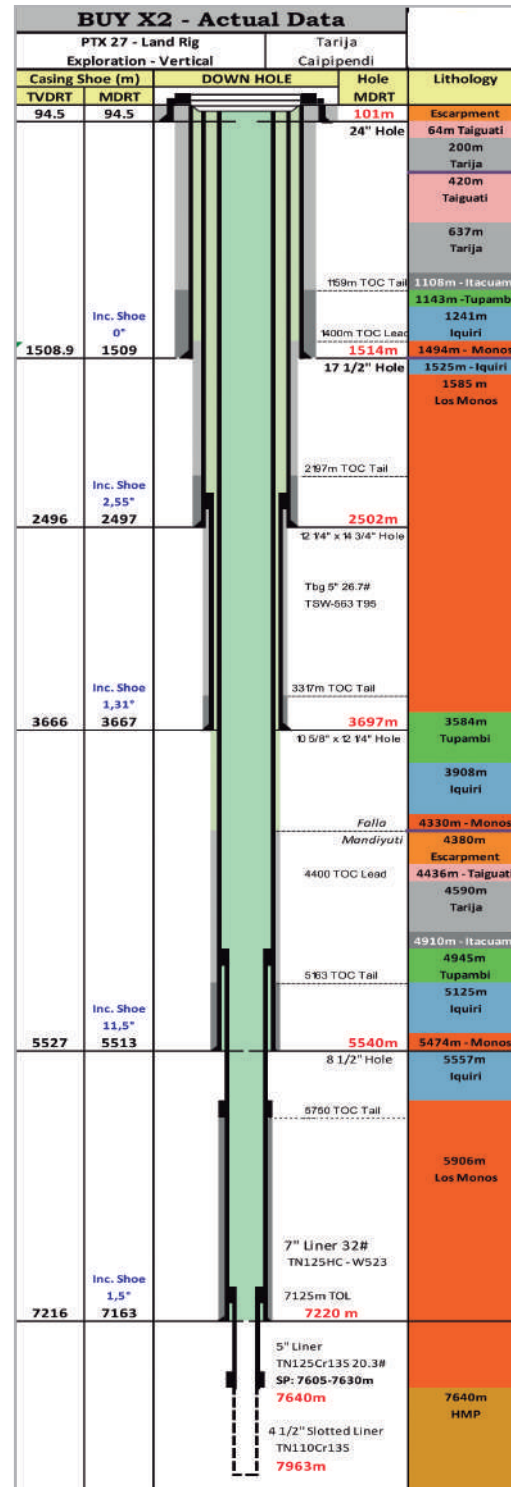 BUY X2 - Actual Data
PTX 27 - Land Rig
Exploration - Vertical
Tarija
Caipipendi
Casing Shoe (m)
DOWN HOLE
Hole
MDRT
Lithology
TVDRT
MDRT
94.5
94.5
101m
Escarpment
24" Hole
64m Taiguati
200m
Tarija
420m
Taiguati
637m
Tarija
1159m TOC Tail
1108m - Itacuam
1143m -Tupamb
Inc. Shoe
0°
1241m
Iquiri
1400m TOC Lead
1508.9
1509
1514m
1494m - Monos
17 1/2" Hole
1525m - Iquiri
1585 m
Los Monos
2197m TOC Tail
Inc. Shoe
2,55°
2496
2497
2502m
12 1/4" x 14 3/4" Hole
Tbg 5" 26.7#
TSW-563 T95
3317m TOC Tail
Inc. Shoe
1,31°
3666
3667
3697m
3584m
Tupambi
10 5/8" x 12 1/4" Hole
3908m
Iquiri
Falla
Mandiyuti
4330m - Monos
4380m
Escarpment
4400 TOC Lead
4436m - Taiguati
4590m
Tarija
4910m - Itacuam
4945m
Tupambi
5163 TOC Tail
5125m
Iquiri
Inc. Shoe
11,5°
5527
5513
5540m
5474m - Monos
8 1/2" Hole
5557m
Iquiri
5760 TOC Tail
5906m
Los Monos
7" Liner 32#
TN125HC - W523
7125m TOL
Inc. Shoe
1,5°
7216
7163
7220 m
5" Liner
TN125Cr13S 20.3#
SP: 7605-7630m
7640m
7640m
HMP
4 1/2" Slotted Liner
TN110Cr13S
7963m